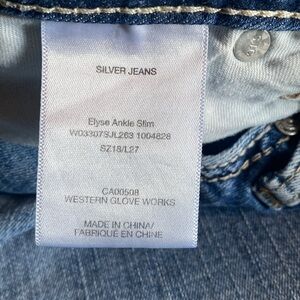 SILVER JEANS
Elyse Ankle Slim
W03307SJL263 1004828
SZ18/L27
CA00508
WESTERN GLOVE WORKS
MADE IN CHINA/
FABRIQUÉ EN CHINE